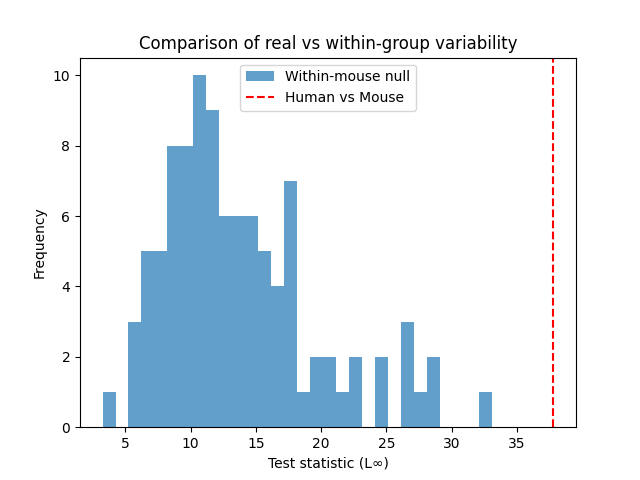 Comparison of real vs within-group variability
Within-mouse null
Human vs Mouse
Frequency
10
8
6
4
2
0
5
10
15
20
25
30
35
Test statistic (L∞)